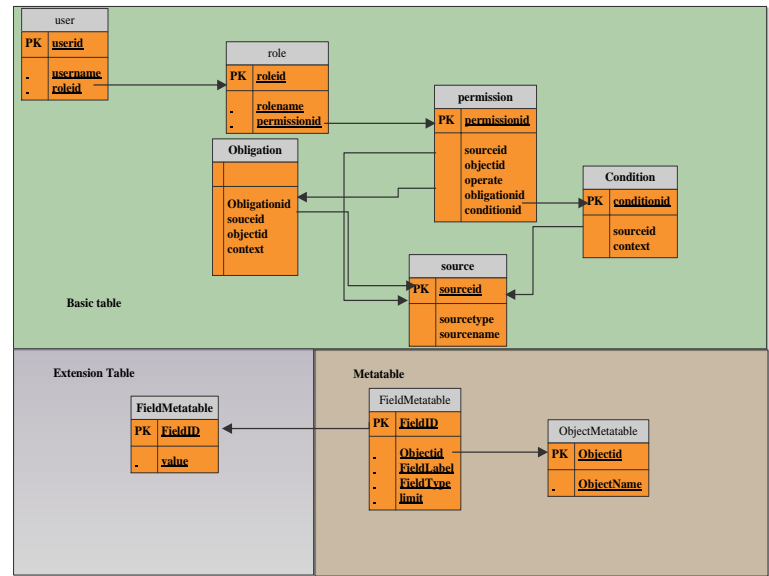 user
PK userid
- username
- roleid
role
PK roleid
- rolename
- permissionid
permission
PK permissionid
sourceid
objectid
operate
obligationid
conditionid
Obligation
Obligationid
souceid
objectid
context
Condition
PK conditionid
sourceid
context
source
PK sourceid
sourcetype
sourcename
Basic table
Extension Table
FieldMetatable
PK FieldID
- value
Metatable
FieldMetatable
PK FieldID
- Objectid
- FieldLabel
- FieldType
- limit
ObjectMetatable
PK Objectid
- ObjectName